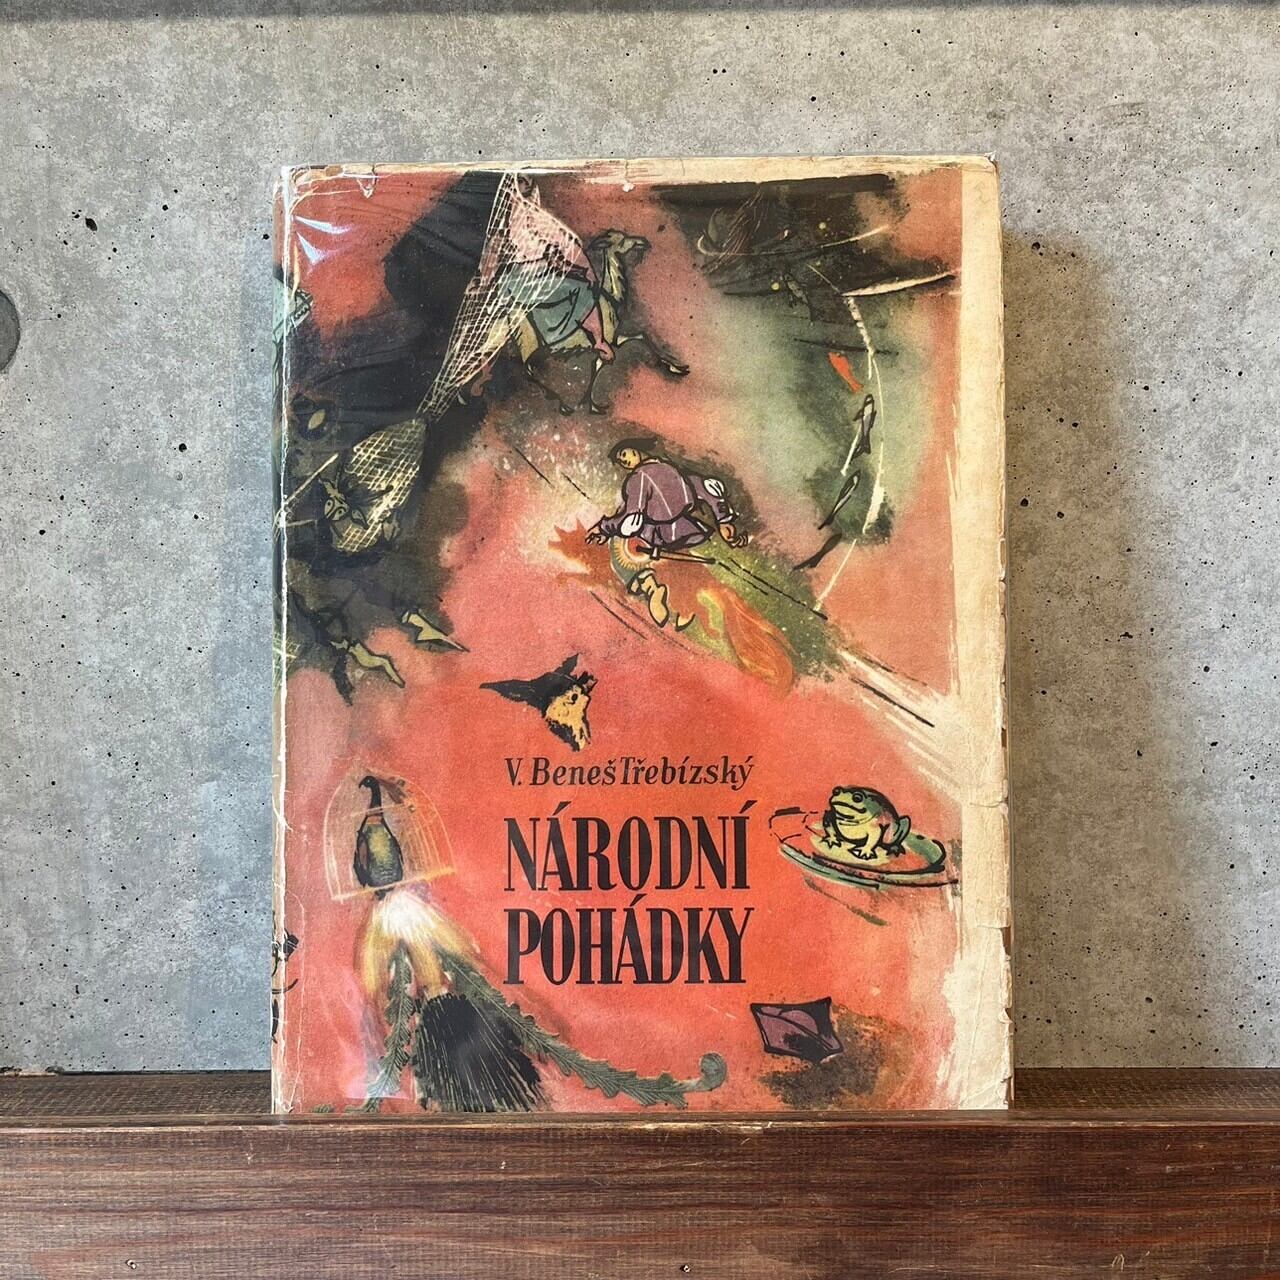 V. Beneš Třebízský
NÁRODNÍ
POHÁDKY